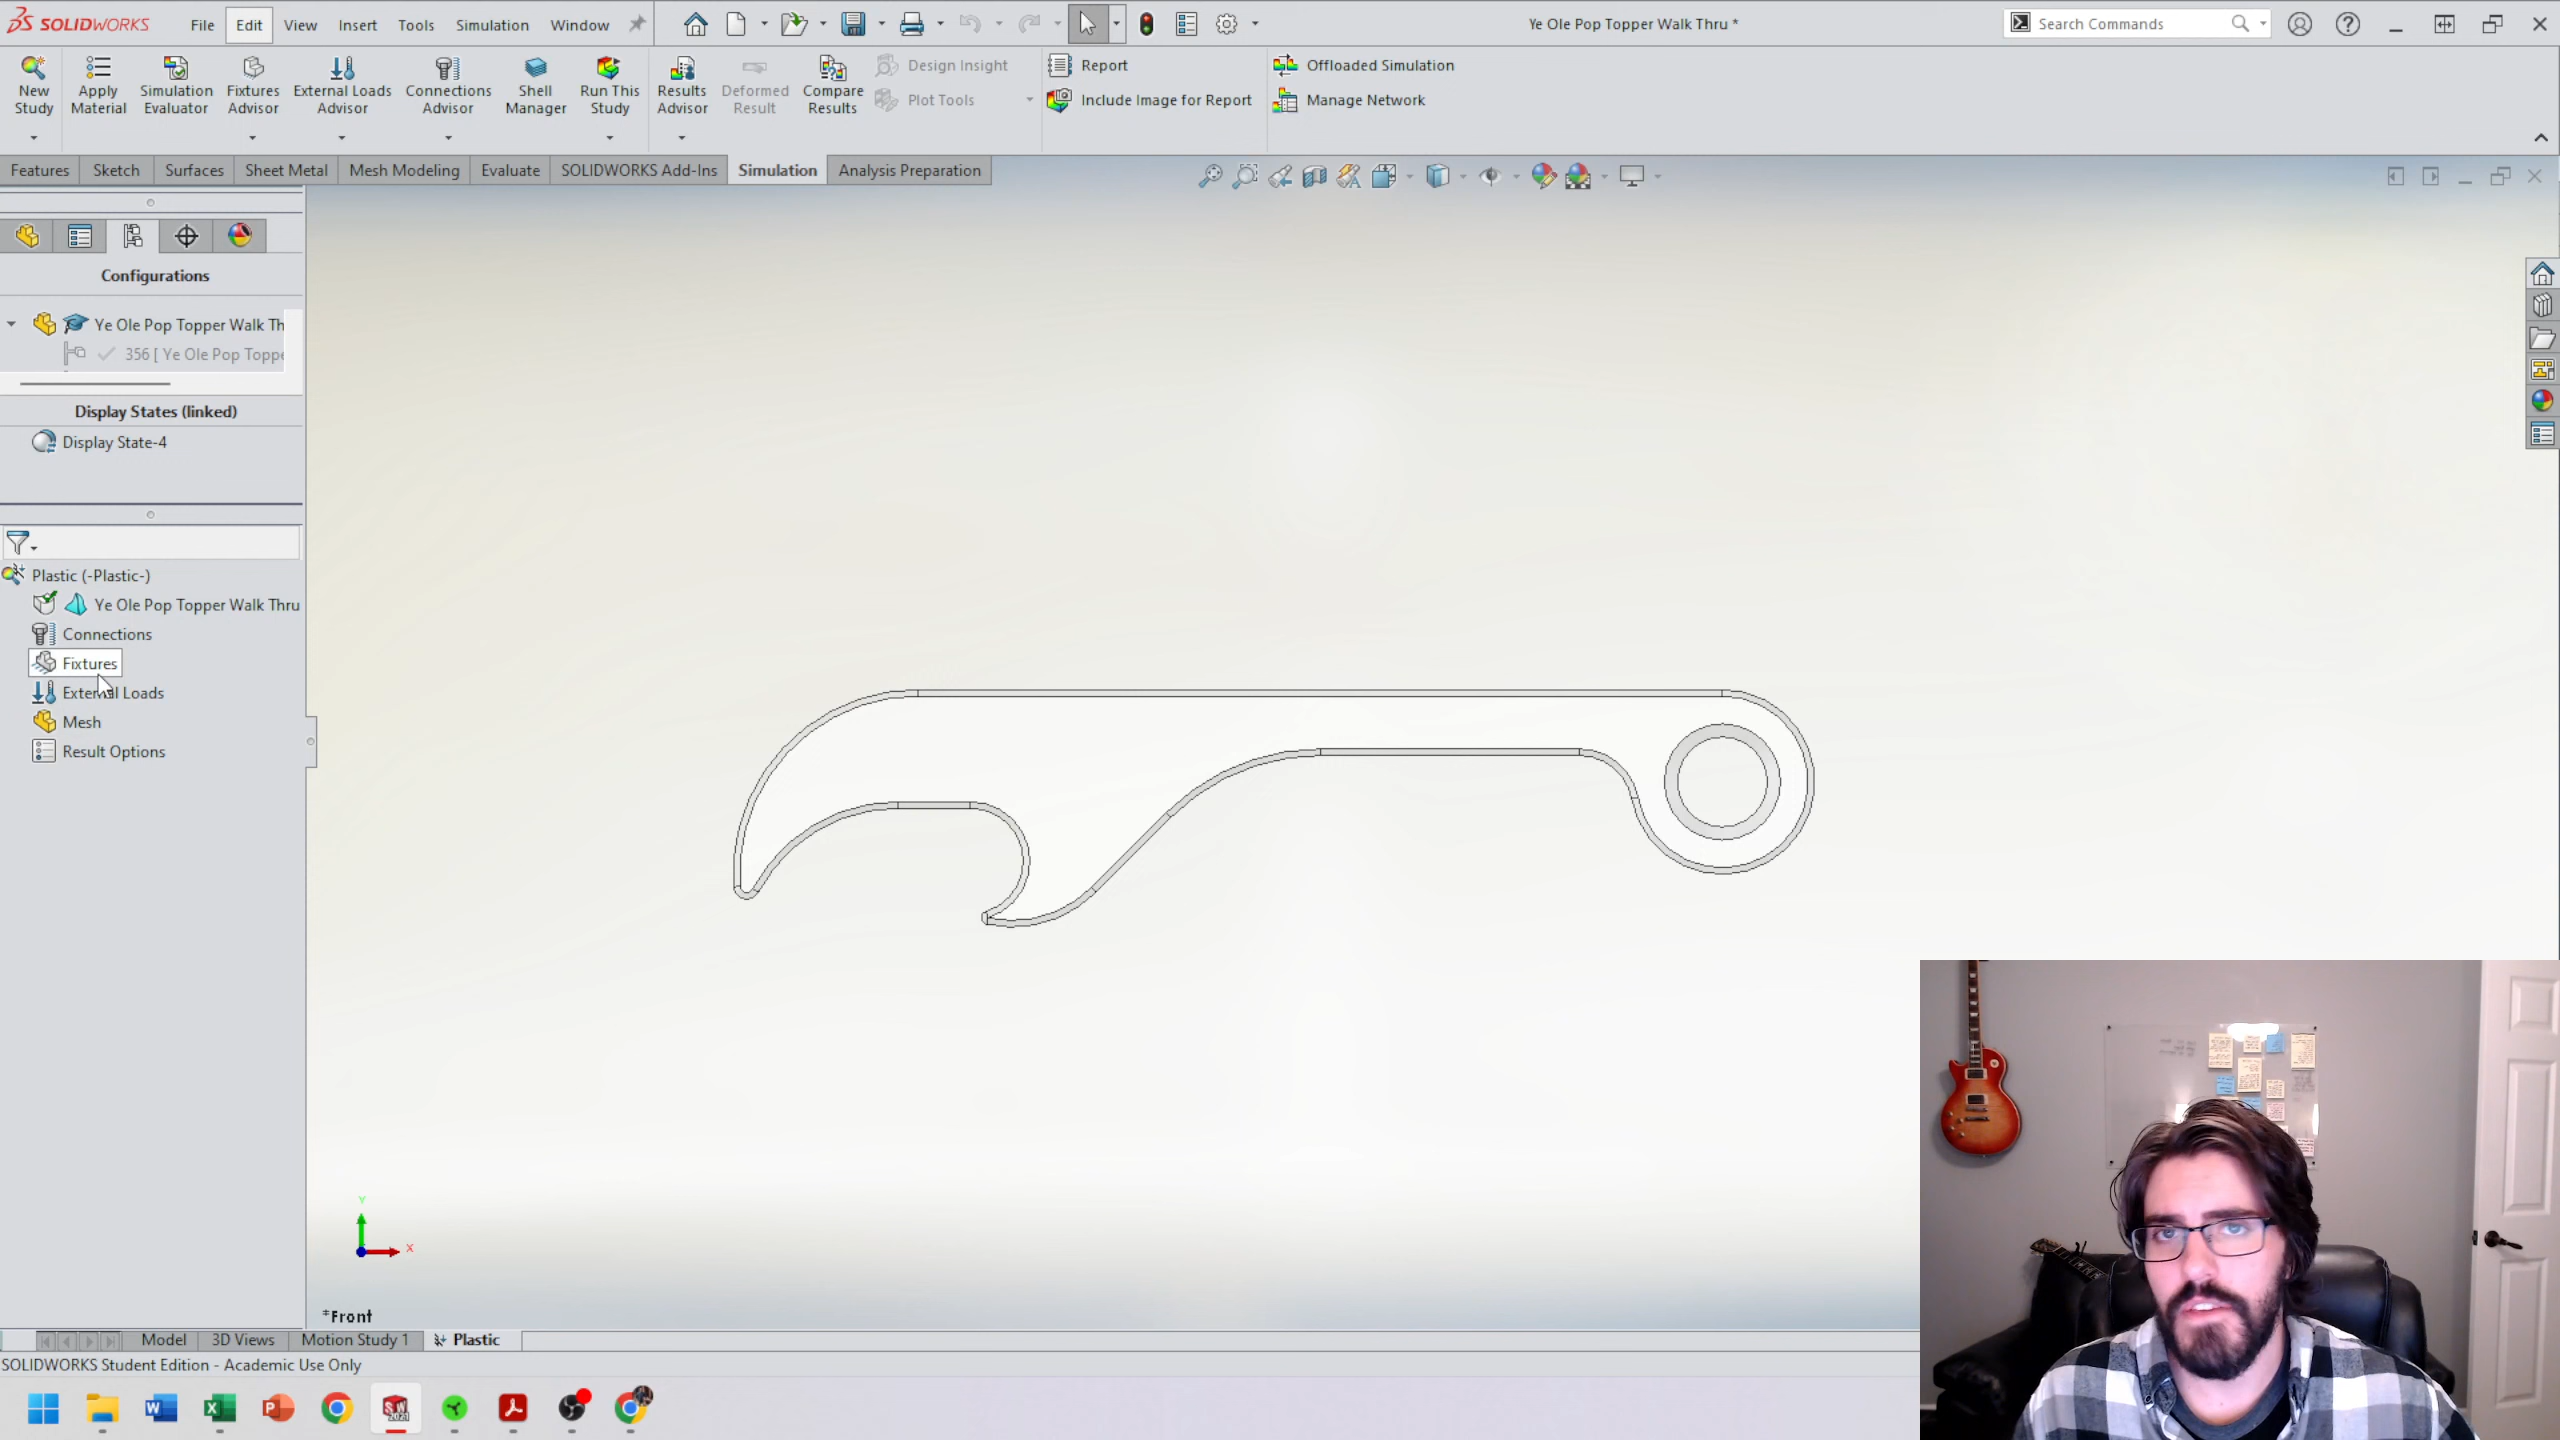 SOLIDWORKS File Edit View Insert Tools Simulation Window
Ye Ole Pop Topper Walk Thru *
Search Commands
New Study
Apply Material
Simulation Evaluator
Fixtures Advisor
External Loads Advisor
Connections Advisor
Shell Manager
Run This Study
Results Advisor
Deformed Result
Compare Results
Design Insight
Plot Tools
Report
Include Image for Report
Offloaded Simulation
Manage Network
Features Sketch Surfaces Sheet Metal Mesh Modeling Evaluate SOLIDWORKS Add-Ins Simulation Analysis Preparation
Configurations
Ye Ole Pop Topper Walk Th
356 [ Ye Ole Pop Toppe
Display States (linked)
Display State-4
Plastic (-Plastic-)
Ye Ole Pop Topper Walk Thru
Connections
Fixtures
External Loads
Mesh
Result Options
Y
X
*Front
Model 3D Views Motion Study 1 Plastic
SOLIDWORKS Student Edition - Academic Use Only